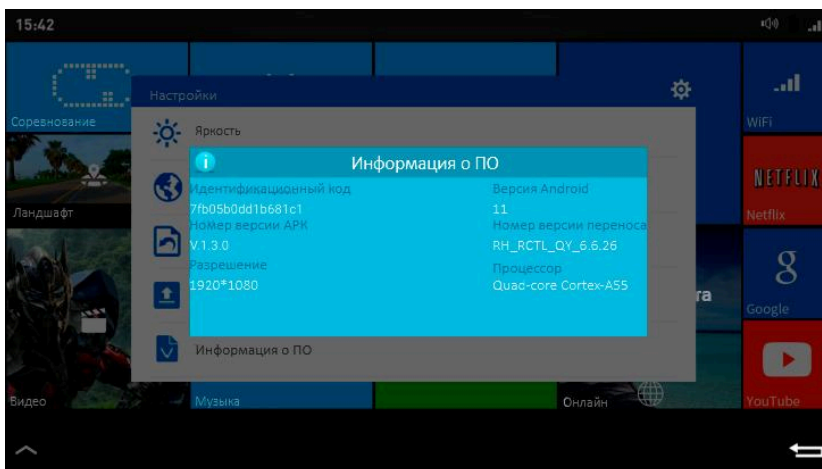 15:42
Соревнование
Настройки
WiFi
Яркость
Информация о ПО
Идентификационный код
Версия Android
7fb05b0dd1b681c1
11
Номер версии АРК
Номер версии переноса
V.1.3.0
RH_RCTL_QY_6.6.26
Разрешение
Процессор
1920*1080
Quad-core Cortex-A55
Ландшафт
NETFLIX
Netflix
Google
Информация о ПО
Видео
Музыка
Онлайн
YouTube